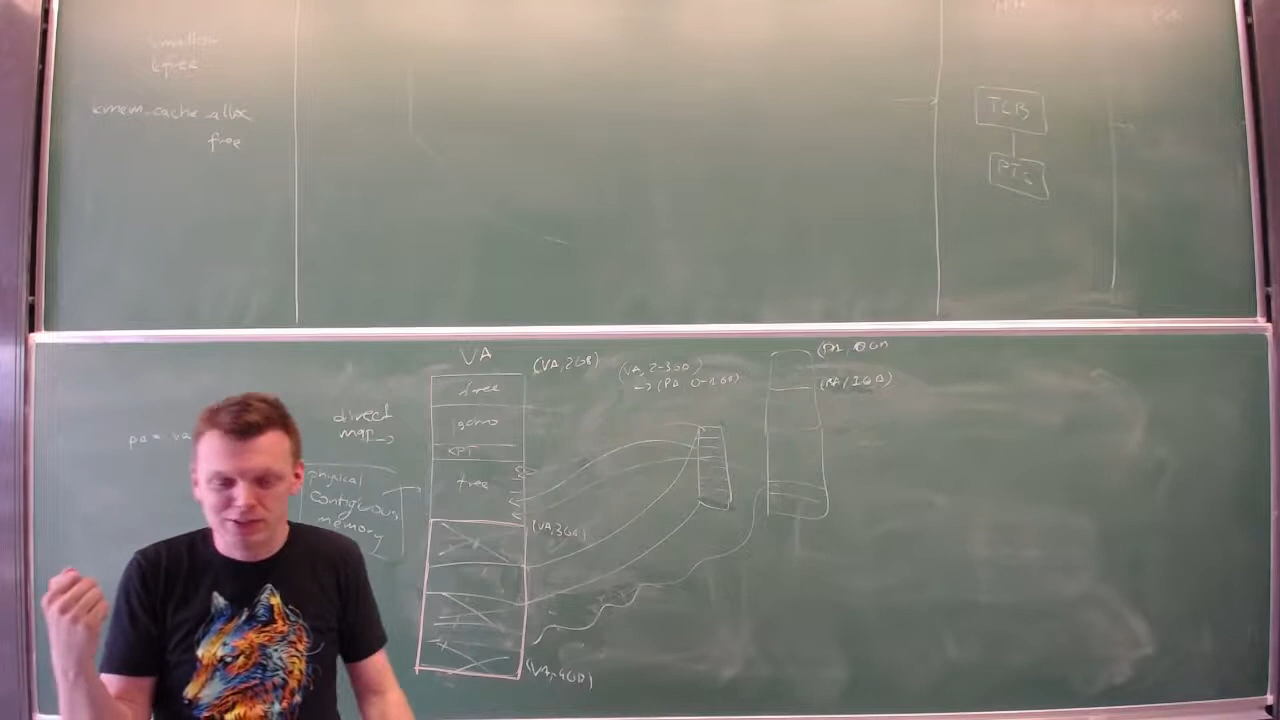 kmalloc
kfree
kmem_cache_alloc
free
TLB
VA
(VA, 2GB)
(VA, 2-3GB)
→ (PA 0-1GB)
(PA, 0GB
(PA, 1GB)
free
direct
map →
KPT
pa = va
physical
contiguous
memory
free
(VA, 3GB)
(VA, 4GB)